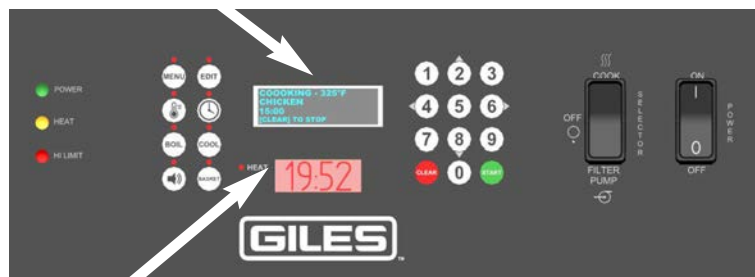 POWER
HEAT
HI LIMIT
MENU EDIT
BOIL COOL
BASKET
COOOKING - 325°F
CHICKEN
15:00
[CLEAR] TO STOP
HEAT
19:52
GILES
TM
1 2 3
4 5 6
7 8 9
CLEAR 0 START
COOK
OFF
SELECTOR
FILTER
PUMP
ON
POWER
0
OFF